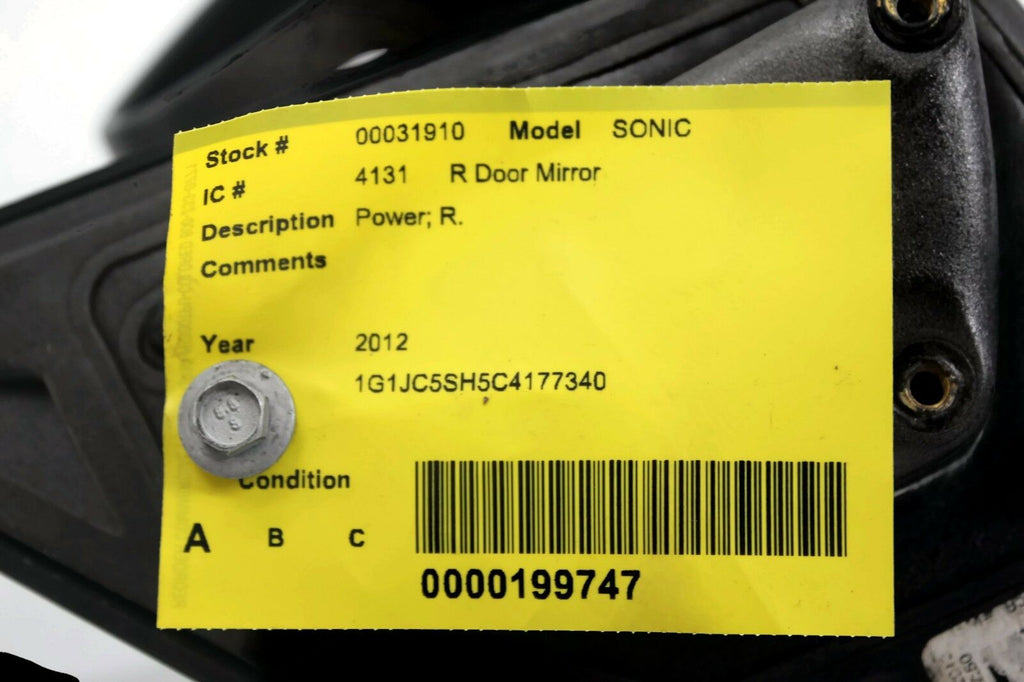 Stock # 00031910 Model SONIC
IC # 4131 R Door Mirror
Description Power; R.
Comments
Year 2012
1G1JC5SH5C4177340
Condition
A B C
0000199747